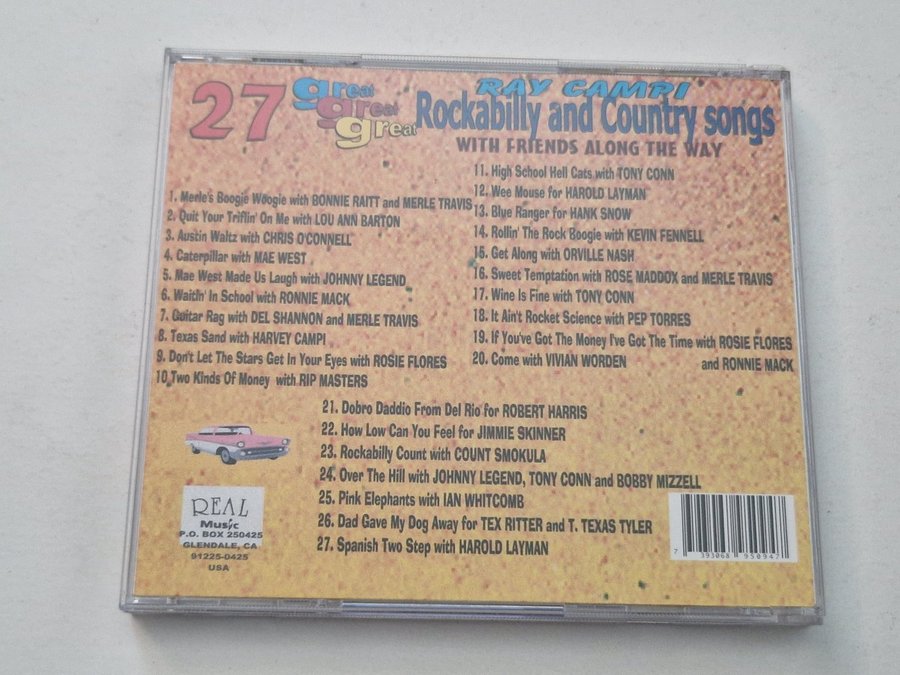 27 great great great
RAY CAMPI
Rockabilly and Country songs
WITH FRIENDS ALONG THE WAY
1. Merle's Boogie Woogie with BONNIE RAITT and MERLE TRAVIS
2. Quit Your Triflin' On Me with LOU ANN BARTON
3. Austin Waltz with CHRIS O'CONNELL
4. Caterpillar with MAE WEST
5. Mae West Made Us Laugh with JOHNNY LEGEND
6. Waitin' In School with RONNIE MACK
7. Guitar Rag with DEL SHANNON and MERLE TRAVIS
8. Texas Sand with HARVEY CAMPI
9. Don't Let The Stars Get In Your Eyes with ROSIE FLORES
10. Two Kinds Of Money with RIP MASTERS
11. High School Hell Cats with TONY CONN
12. Wee Mouse for HAROLD LAYMAN
13. Blue Ranger for HANK SNOW
14. Rollin' The Rock Boogie with KEVIN FENNELL
15. Get Along with ORVILLE NASH
16. Sweet Temptation with ROSE MADDOX and MERLE TRAVIS
17. Wine Is Fine with TONY CONN
18. It Ain't Rocket Science with PEP TORRES
19. If You've Got The Money I've Got The Time with ROSIE FLORES
and RONNIE MACK
20. Come with VIVIAN WORDEN
21. Dobro Daddio From Del Rio for ROBERT HARRIS
22. How Low Can You Feel for JIMMIE SKINNER
23. Rockabilly Count with COUNT SMOKULA
24. Over The Hill with JOHNNY LEGEND, TONY CONN and BOBBY MIZZELL
25. Pink Elephants with IAN WHITCOMB
26. Dad Gave My Dog Away for TEX RITTER and T. TEXAS TYLER
27. Spanish Two Step with HAROLD LAYMAN
REAL
Music
P.O. BOX 250425
GLENDALE, CA
91225-0425
USA
7 393068 950947